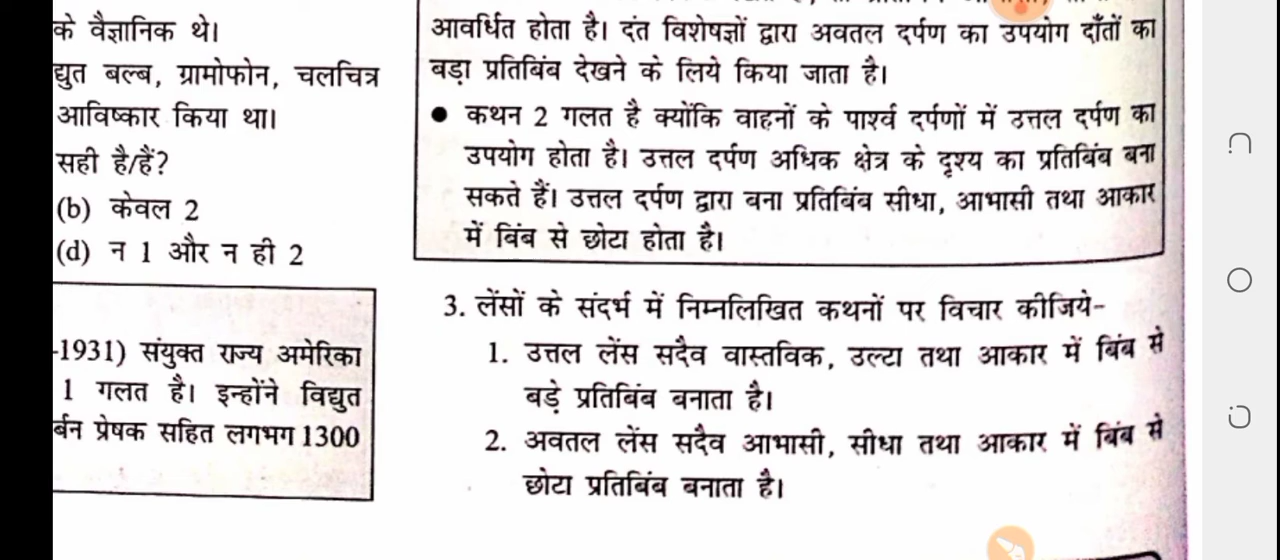 के वैज्ञानिक थे।
द्युत बल्ब, ग्रामोफोन, चलचित्र
आविष्कार किया था।
सही है/हैं?
(b) केवल 2
(d) न 1 और न ही 2
-1931) संयुक्त राज्य अमेरिका
1 गलत है। इन्होंने विद्युत
र्बन प्रेषक सहित लगभग 1300
आवर्धित होता है। दंत विशेषज्ञों द्वारा अवतल दर्पण का उपयोग दाँतों का
बड़ा प्रतिबिंब देखने के लिये किया जाता है।
● कथन 2 गलत है क्योंकि वाहनों के पार्श्व दर्पणों में उत्तल दर्पण का
उपयोग होता है। उत्तल दर्पण अधिक क्षेत्र के दृश्य का प्रतिबिंब बना
सकते हैं। उत्तल दर्पण द्वारा बना प्रतिबिंब सीधा, आभासी तथा आकार
में बिंब से छोटा होता है।
3. लेंसों के संदर्भ में निम्नलिखित कथनों पर विचार कीजिये-
1. उत्तल लेंस सदैव वास्तविक, उल्टा तथा आकार में बिंब से
बड़े प्रतिबिंब बनाता है।
2. अवतल लेंस सदैव आभासी, सीधा तथा आकार में बिंब से
छोटा प्रतिबिंब बनाता है।